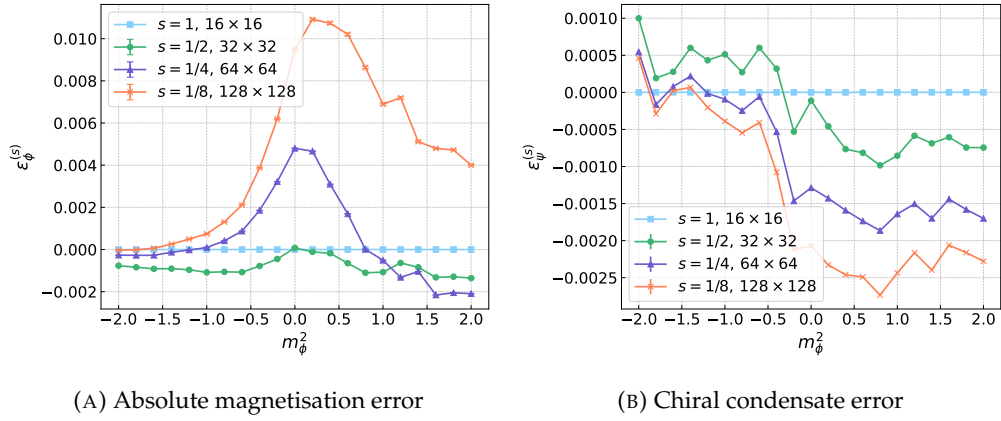 s = 1, 16 × 16
s = 1/2, 32 × 32
s = 1/4, 64 × 64
s = 1/8, 128 × 128
0.010
0.008
0.006
0.004
0.002
0.000
−0.002
ε_ϕ^(s)
−2.0 −1.5 −1.0 −0.5 0.0 0.5 1.0 1.5 2.0
m_ϕ^2
(A) Absolute magnetisation error
0.0010
0.0005
0.0000
−0.0005
−0.0010
−0.0015
−0.0020
−0.0025
ε_ψ^(s)
s = 1, 16 × 16
s = 1/2, 32 × 32
s = 1/4, 64 × 64
s = 1/8, 128 × 128
−2.0 −1.5 −1.0 −0.5 0.0 0.5 1.0 1.5 2.0
m_ϕ^2
(B) Chiral condensate error